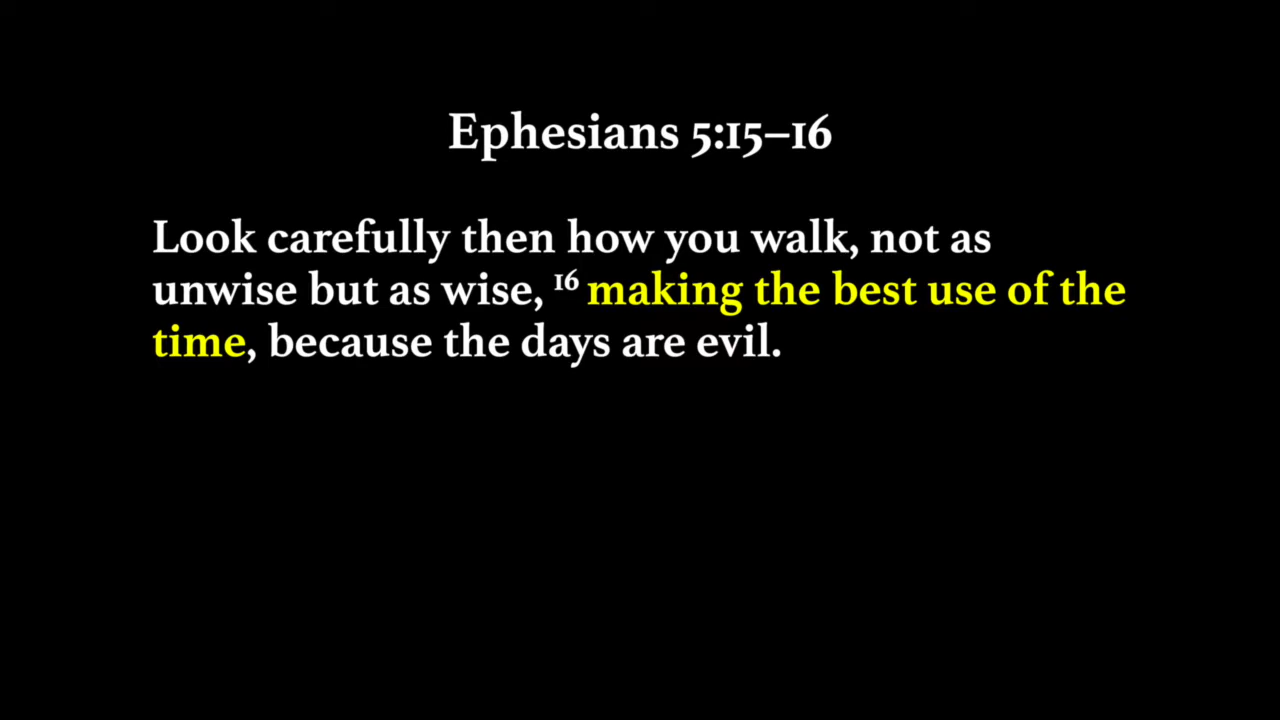 Ephesians 5:15–16
Look carefully then how you walk, not as
unwise but as wise, 16 making the best use of the
time, because the days are evil.